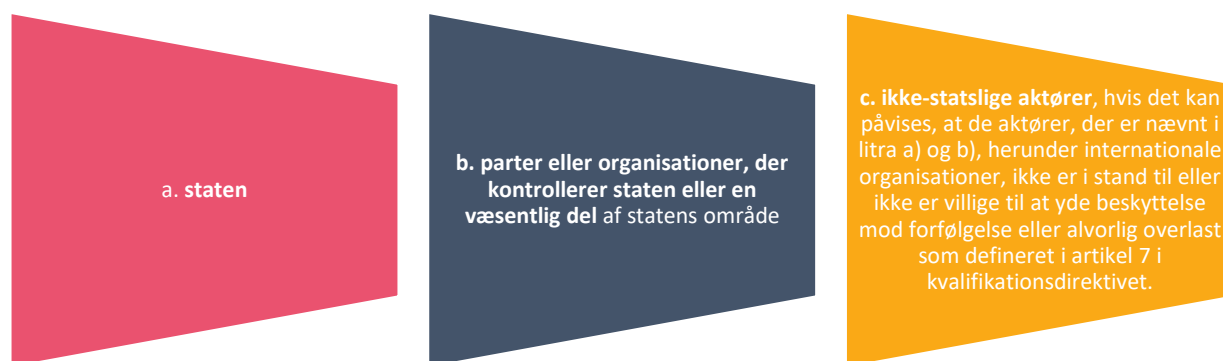 a. staten
b. parter eller organisationer, der
kontrollerer staten eller en
væsentlig del af statens område
c. ikke-statslige aktører, hvis det kan
påvises, at de aktører, der er nævnt i
litra a) og b), herunder internationale
organisationer, ikke er i stand til eller
ikke er villige til at yde beskyttelse
mod forfølgelse eller alvorlig overlast
som defineret i artikel 7 i
kvalifikationsdirektivet.